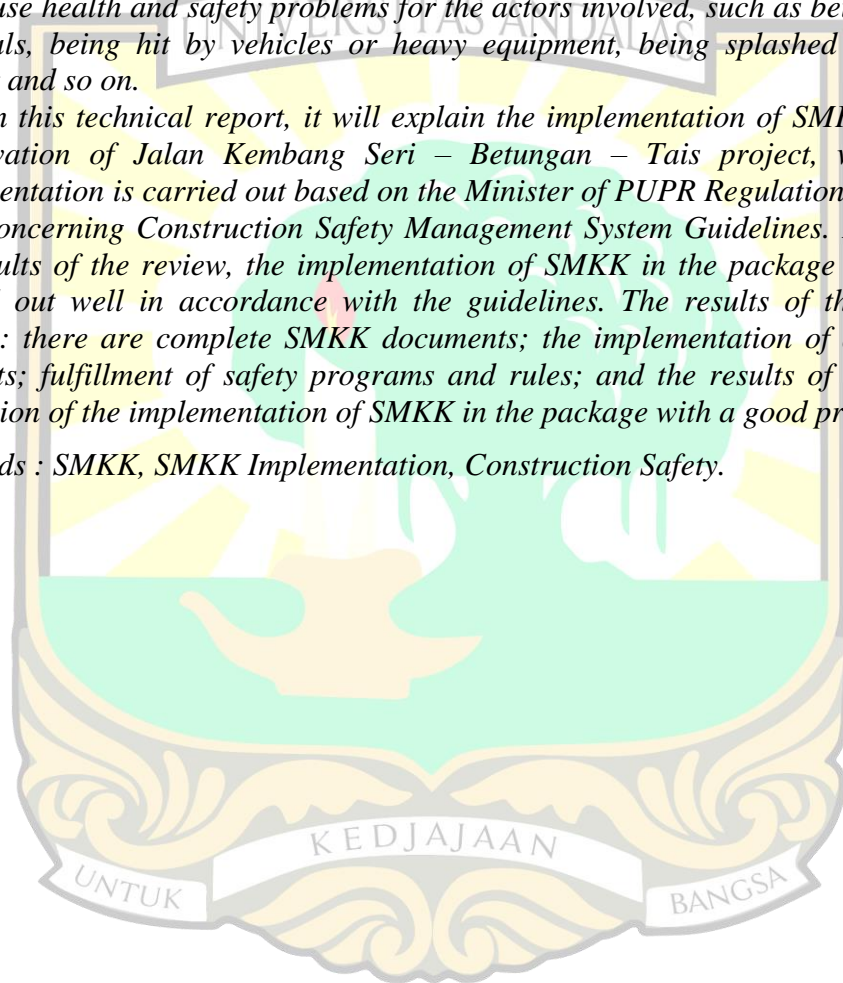 use health and safety problems for the actors involved, such as be
ls, being hit by vehicles or heavy equipment, being splashed
and so on.
n this technical report, it will explain the implementation of SM
vation of Jalan Kembang Seri – Betungan – Tais project,
entation is carried out based on the Minister of PUPR Regulation
oncerning Construction Safety Management System Guidelines.
ults of the review, the implementation of SMKK in the package
out well in accordance with the guidelines. The results of th
: there are complete SMKK documents; the implementation of
ts; fulfillment of safety programs and rules; and the results of
ion of the implementation of SMKK in the package with a good pr
ds : SMKK, SMKK Implementation, Construction Safety.
UNIVERSITAS ANDALAS
KEDJAJAAN
UNTUK
BANGSA